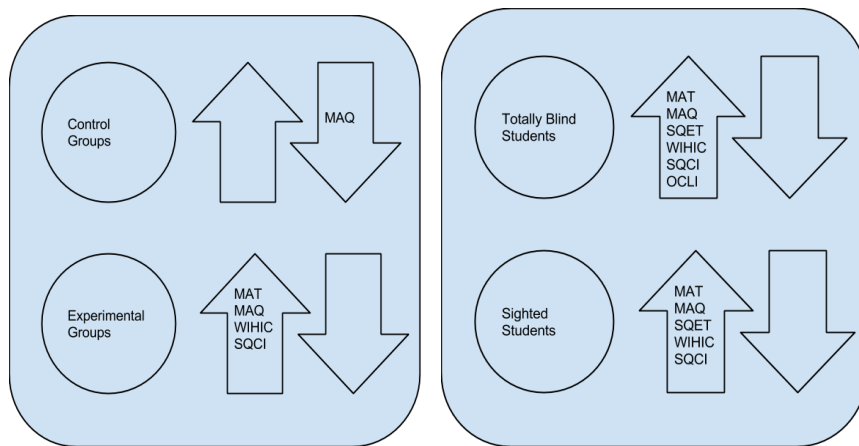 Control
Groups
MAQ
Experimental
Groups
MAT
MAQ
WIHIC
SQCI
Totally Blind
Students
MAT
MAQ
SQET
WIHIC
SQCI
OCLI
Sighted
Students
MAT
MAQ
SQET
WIHIC
SQCI